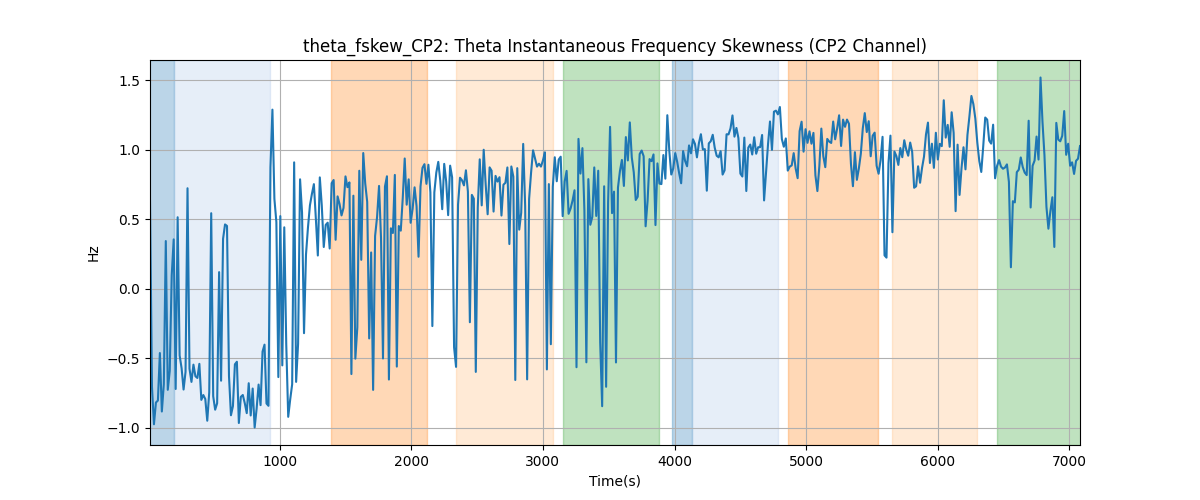 theta_fskew_CP2: Theta Instantaneous Frequency Skewness (CP2 Channel)
1.5
1.0
0.5
0.0
−0.5
−1.0
Hz
1000 2000 3000 4000 5000 6000 7000
Time(s)